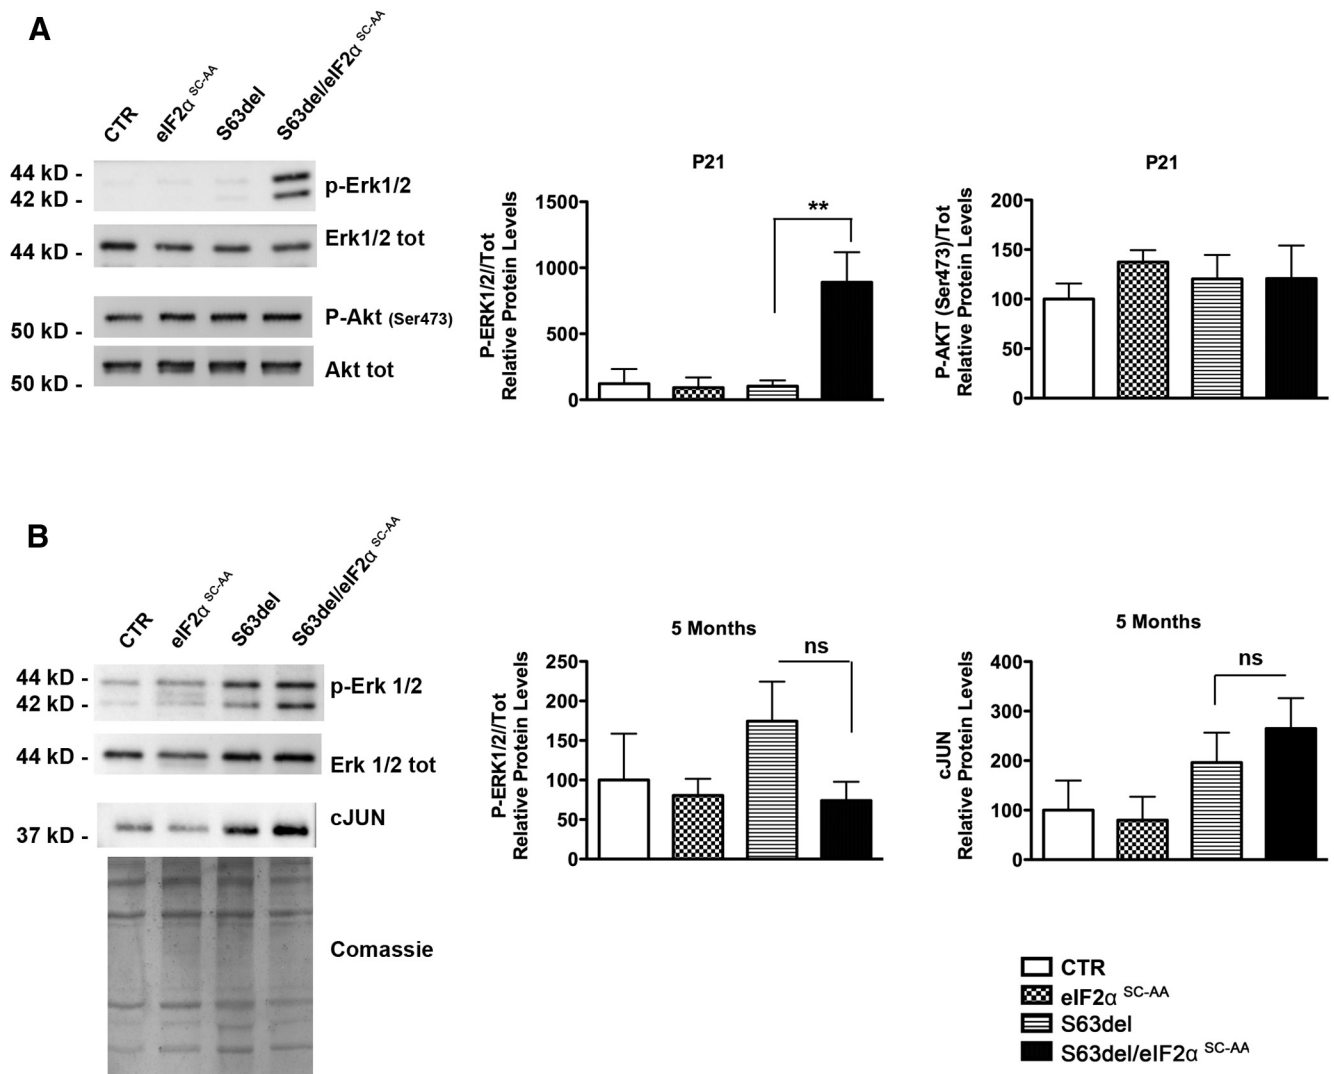 A
CTR
eIF2α SC-AA
S63del
S63del/eIF2α SC-AA
44 kD -
42 kD -
p-Erk1/2
44 kD -
Erk1/2 tot
50 kD -
P-Akt (Ser473)
50 kD -
Akt tot
P21
P-ERK1/2//Tot
Relative Protein Levels
1500
1000
500
0
**
P21
P-AKT (Ser473)/Tot
Relative Protein Levels
200
150
100
50
0
B
CTR
eIF2α SC-AA
S63del
S63del/eIF2α SC-AA
44 kD -
42 kD -
p-Erk 1/2
44 kD -
Erk 1/2 tot
37 kD -
cJUN
Comassie
5 Months
P-ERK1/2//Tot
Relative Protein Levels
250
200
150
100
50
0
ns
5 Months
cJUN
Relative Protein Levels
400
300
200
100
0
ns
CTR
eIF2α SC-AA
S63del
S63del/eIF2α SC-AA